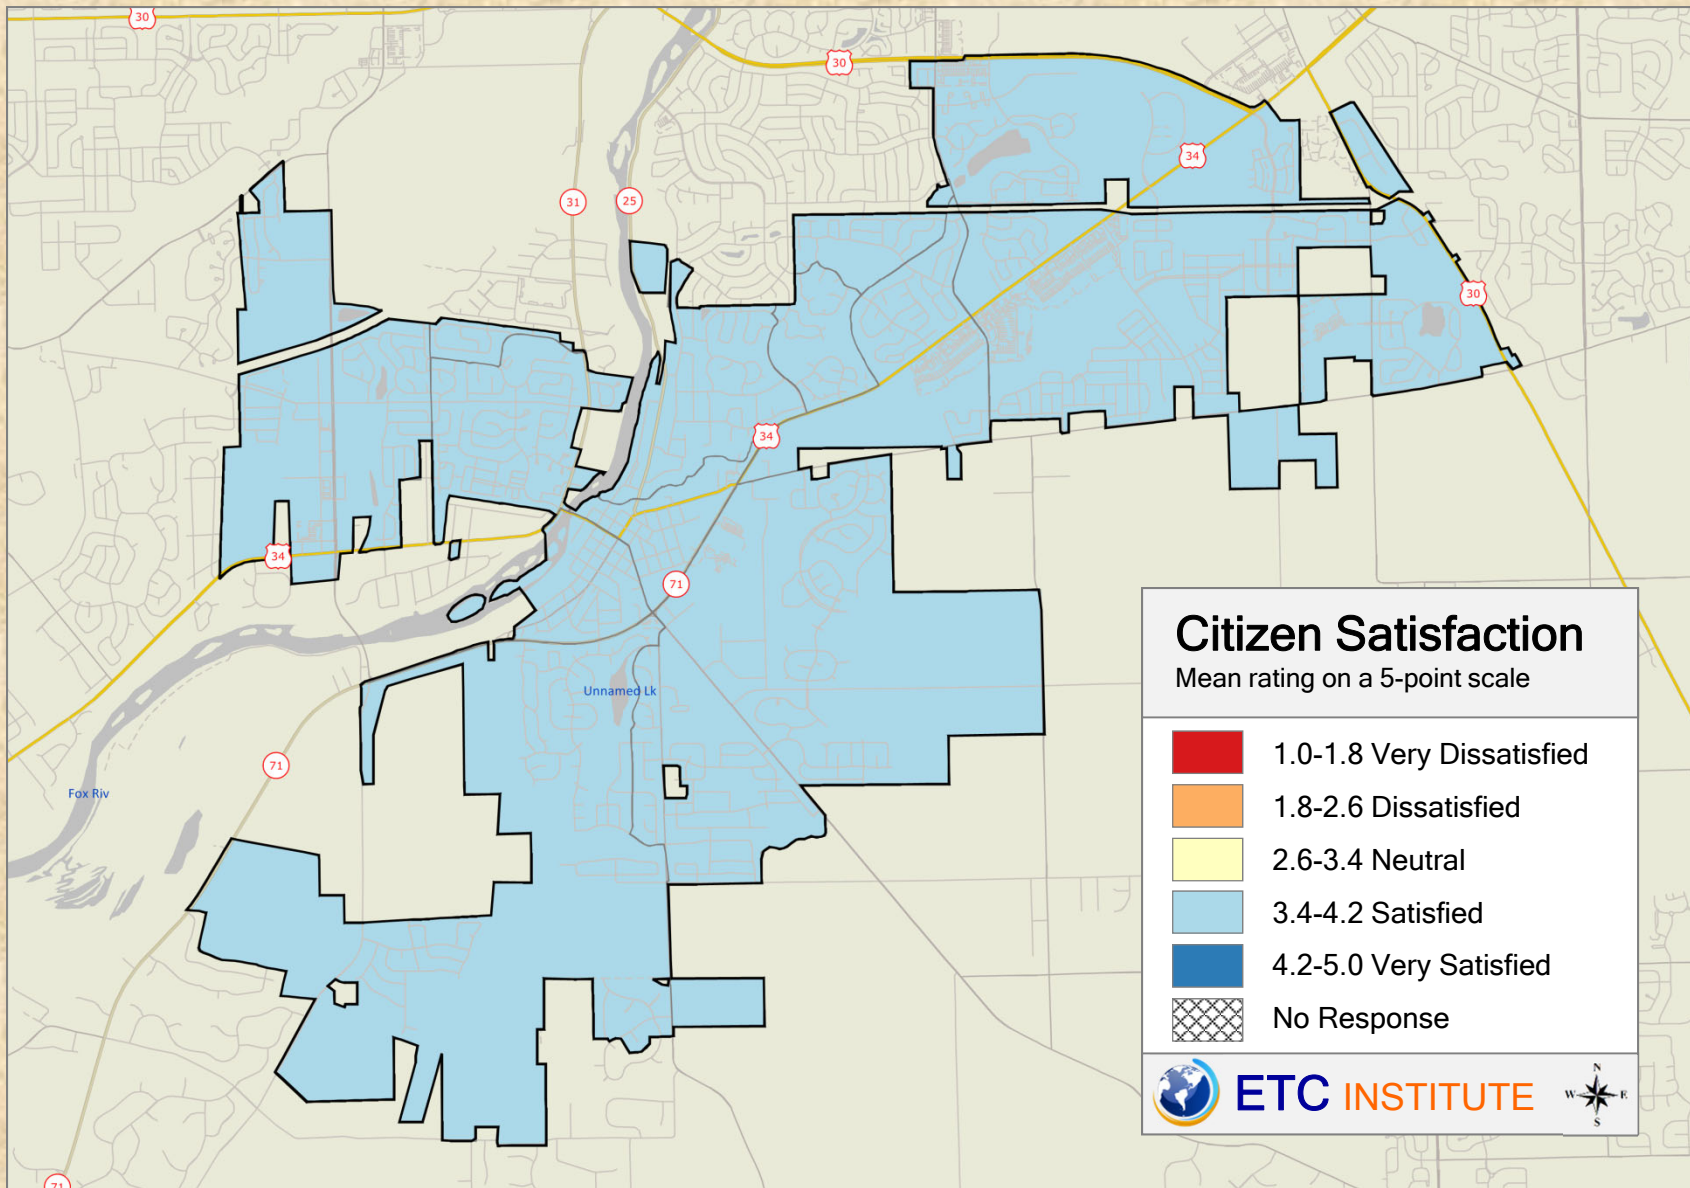 30
30
34
31
25
30
34
34
71
Unnamed Lk
71
Fox Riv
71
Citizen Satisfaction
Mean rating on a 5-point scale
1.0-1.8 Very Dissatisfied
1.8-2.6 Dissatisfied
2.6-3.4 Neutral
3.4-4.2 Satisfied
4.2-5.0 Very Satisfied
No Response
ETC INSTITUTE
N
W E
S